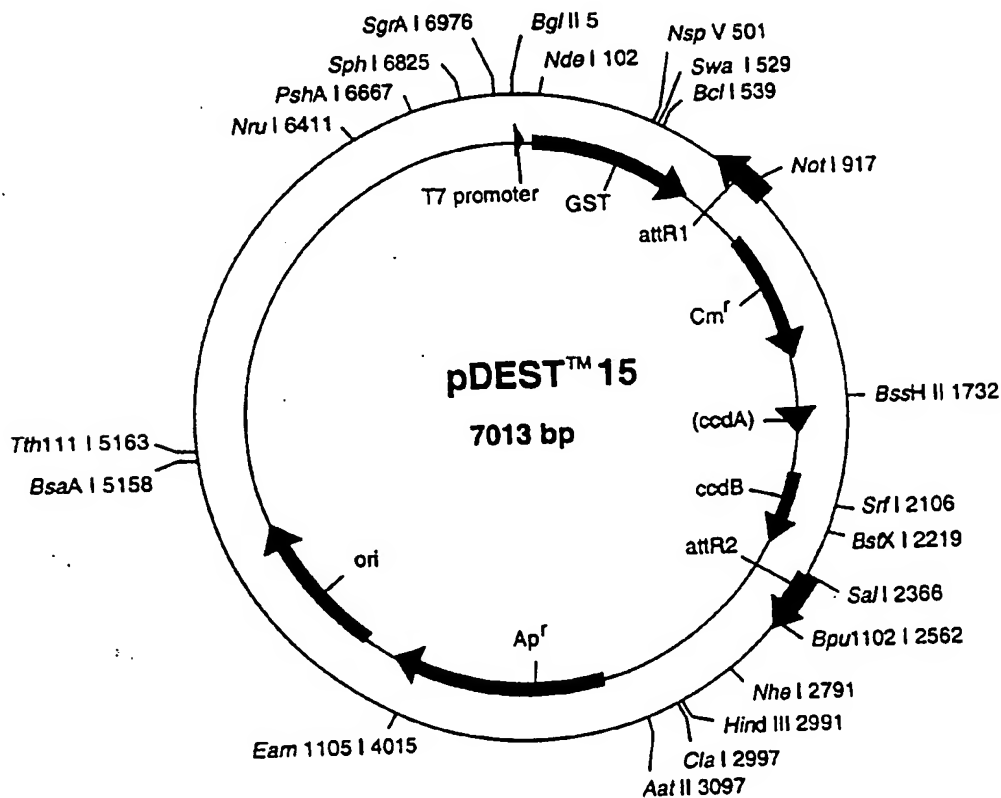 SgrA I 6976
Bgl II 5
Nsp V 501
Sph I 6825
Nde I 102
Swa I 529
PshA I 6667
Bcl I 539
Nru I 6411
Not I 917
T7 promoter
GST
attR1
Cmʳ
pDEST™ 15
7013 bp
BssH II 1732
(ccdA)
Tth111 I 5163
BsaA I 5158
ccdB
Srf I 2106
BstX I 2219
attR2
ori
Sal I 2366
Bpu1102 I 2562
Apʳ
Nhe I 2791
Hind III 2991
Eam 1105 I 4015
Cla I 2997
Aat II 3097